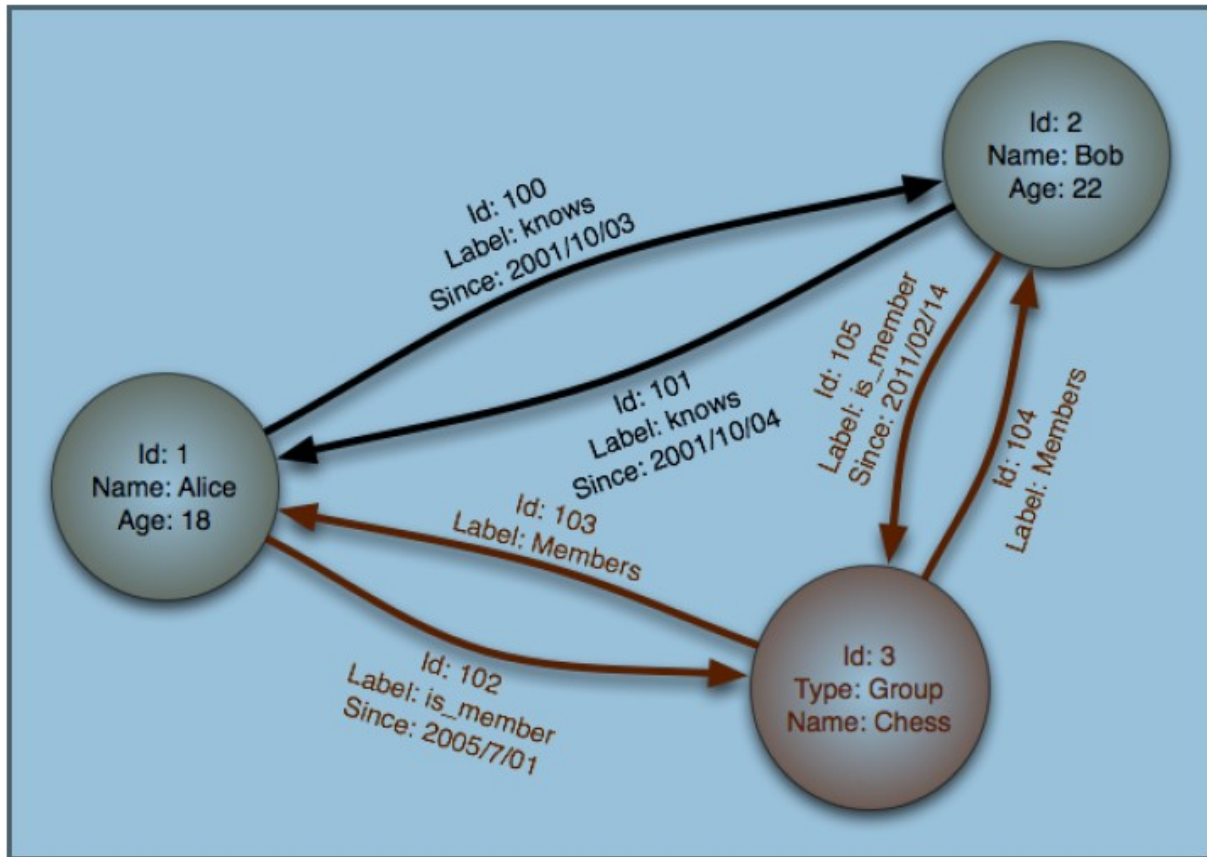 Id: 2
Name: Bob
Age: 22
Id: 100
Label: knows
Since: 2001/10/03
Id: 101
Label: knows
Since: 2001/10/04
Id: 105
Label: is_member
Since: 2011/02/14
Id: 104
Label: Members
Id: 1
Name: Alice
Age: 18
Id: 103
Label: Members
Id: 102
Label: is_member
Since: 2005/7/01
Id: 3
Type: Group
Name: Chess